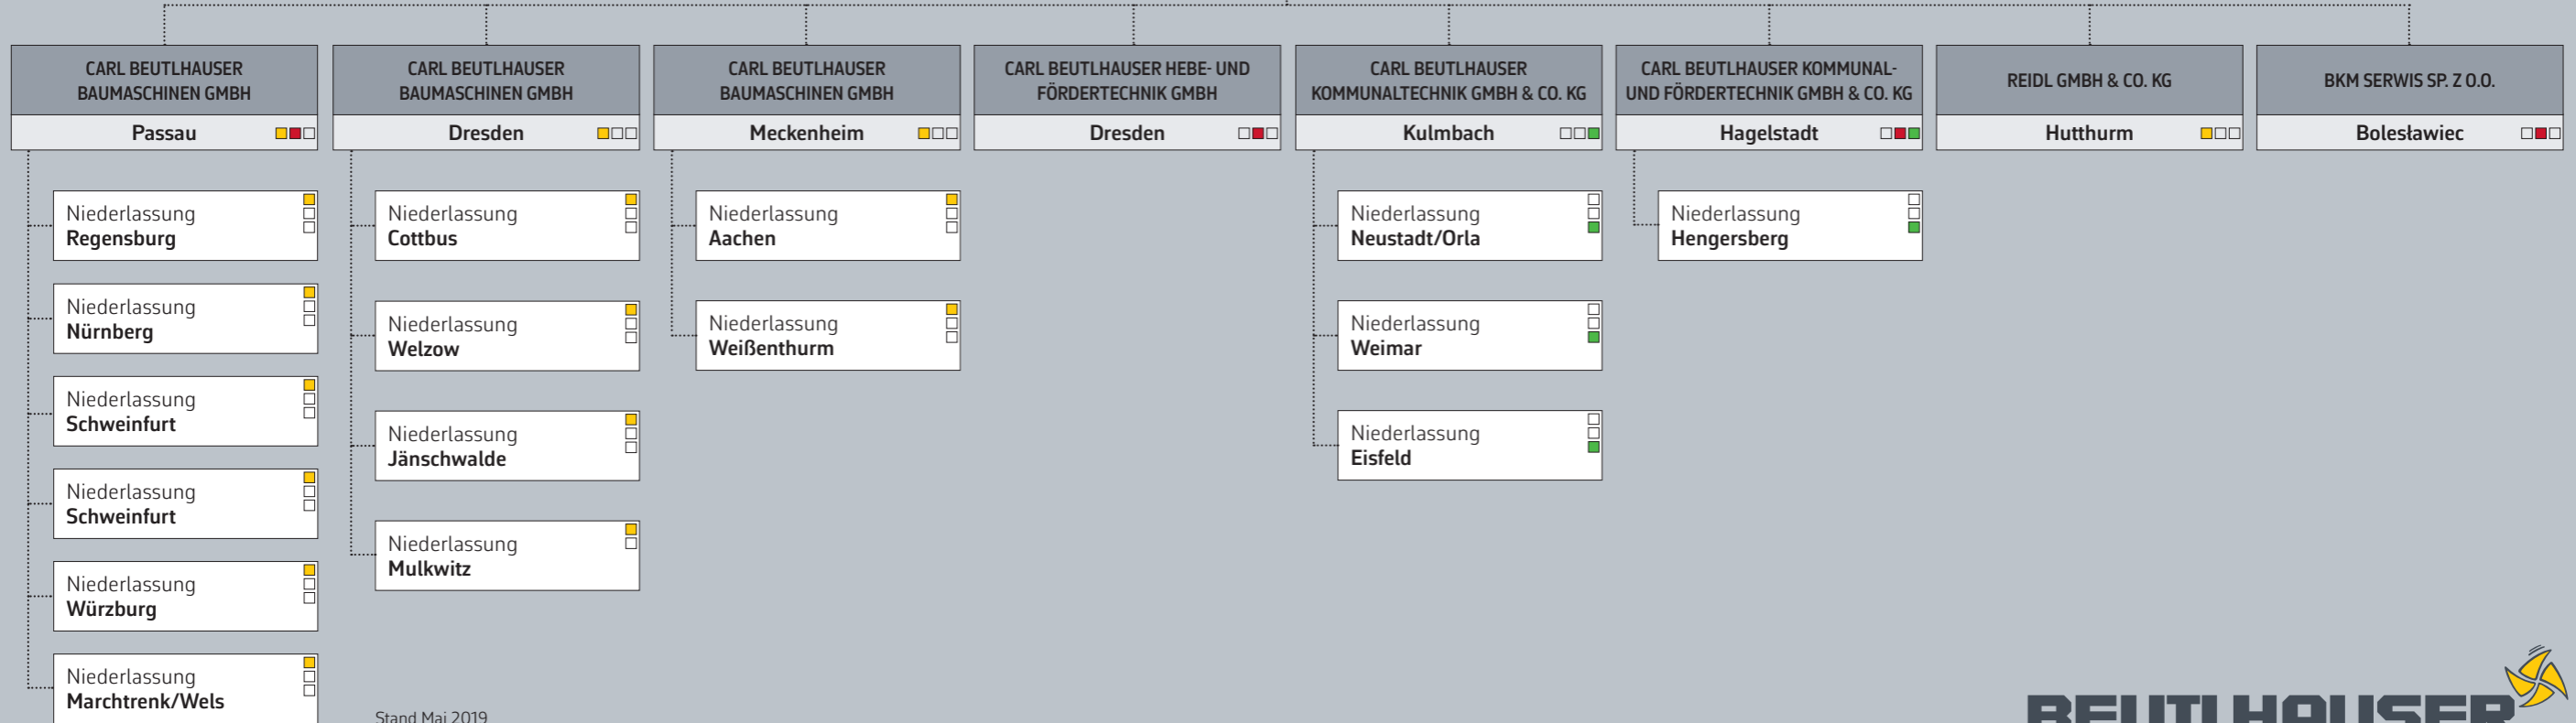 CARL BEUTLHAUSER
BAUMASCHINEN GMBH
Passau
Niederlassung
Regensburg
Niederlassung
Nürnberg
Niederlassung
Schweinfurt
Niederlassung
Schweinfurt
Niederlassung
Würzburg
Niederlassung
Marchtrenk/Wels
CARL BEUTLHAUSER
BAUMASCHINEN GMBH
Dresden
Niederlassung
Cottbus
Niederlassung
Welzow
Niederlassung
Jänschwalde
Niederlassung
Mulkwitz
CARL BEUTLHAUSER
BAUMASCHINEN GMBH
Meckenheim
Niederlassung
Aachen
Niederlassung
Weißenthurm
CARL BEUTLHAUSER HEBE- UND
FÖRDERTECHNIK GMBH
Dresden
CARL BEUTLHAUSER
KOMMUNALTECHNIK GMBH & CO. KG
Kulmbach
Niederlassung
Neustadt/Orla
Niederlassung
Weimar
Niederlassung
Eisfeld
CARL BEUTLHAUSER KOMMUNAL-
UND FÖRDERTECHNIK GMBH & CO. KG
Hagelstadt
Niederlassung
Hengersberg
REIDL GMBH & CO. KG
Hutthurm
BKM SERWIS SP. Z O.O.
Bolesławiec
Stand Mai 2019
BEUTLHAUSER